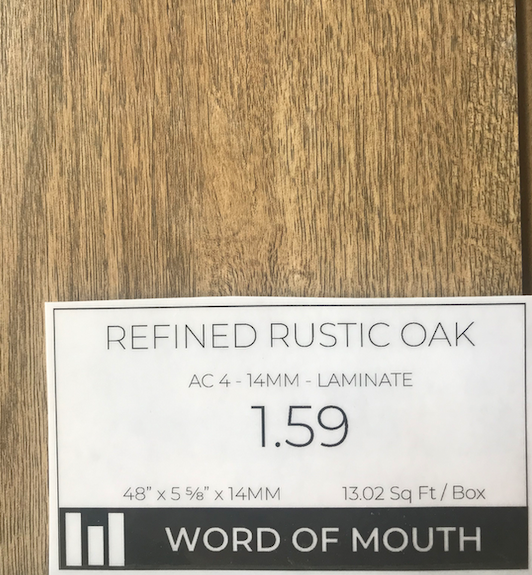 REFINED RUSTIC OAK
AC 4 - 14MM - LAMINATE
1.59
48” x 5 ⅝” x 14MM 13.02 Sq Ft / Box
WORD OF MOUTH